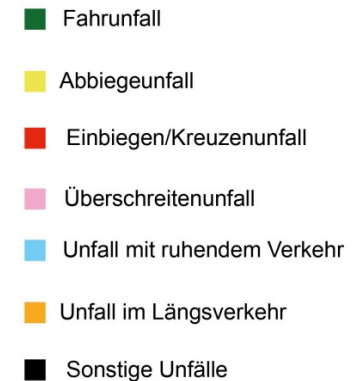 Fahrunfall
Abbiegeunfall
Einbiegen/Kreuzenunfall
Überschreitenunfall
Unfall mit ruhendem Verkehr
Unfall im Längsverkehr
Sonstige Unfälle